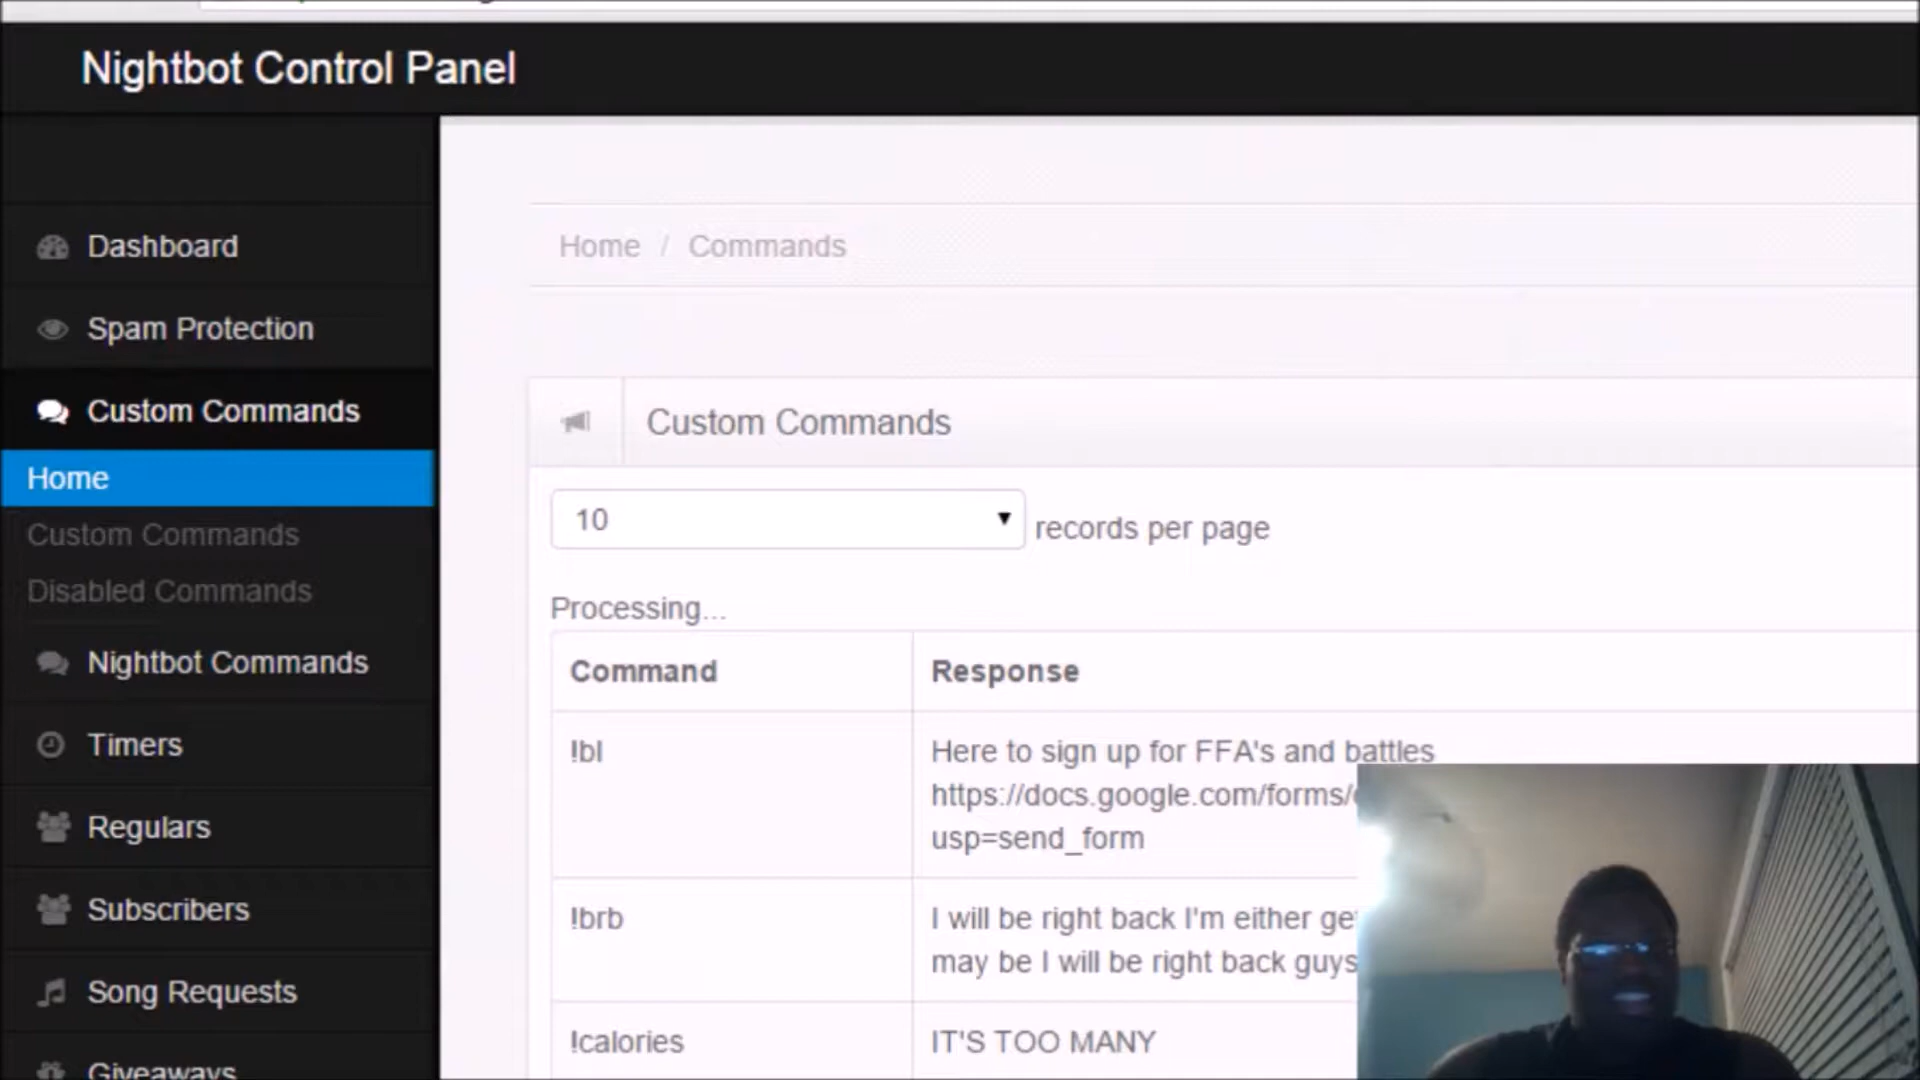 Nightbot Control Panel
Dashboard
Spam Protection
Custom Commands
Home
Custom Commands
Disabled Commands
Nightbot Commands
Timers
Regulars
Subscribers
Song Requests
Giveaways
Home / Commands
Custom Commands
10 records per page
Processing...
Command Response
!bl Here to sign up for FFA's and battles
https://docs.google.com/forms/
usp=send_form
!brb I will be right back I'm either
may be I will be right back guys
!calories IT'S TOO MANY